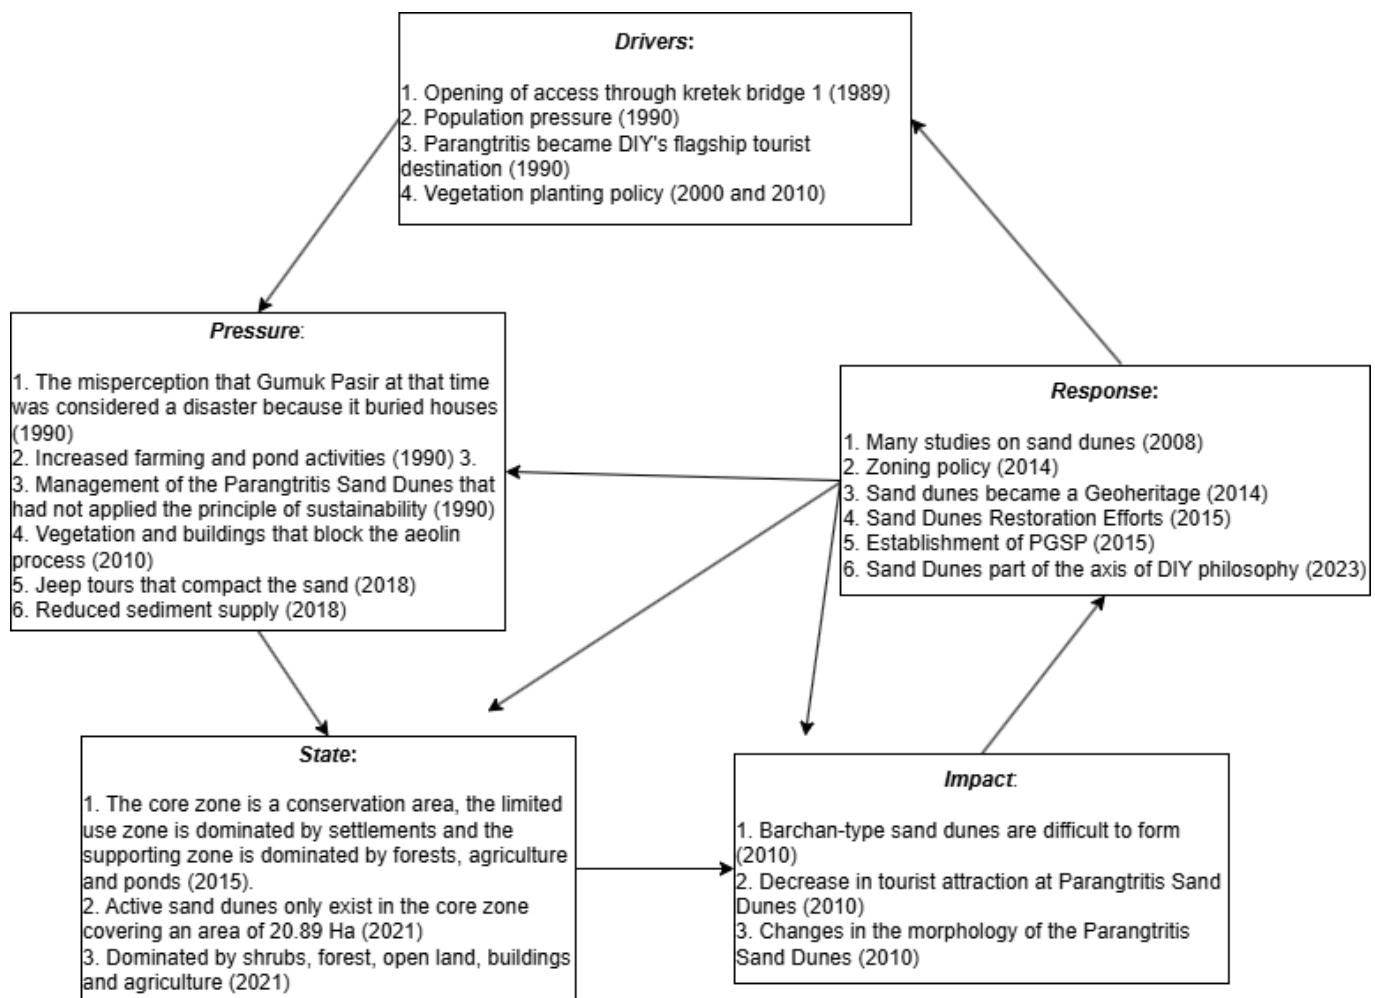 Drivers:
1. Opening of access through kretek bridge 1 (1989)
2. Population pressure (1990)
3. Parangtritis became DIY's flagship tourist
destination (1990)
4. Vegetation planting policy (2000 and 2010)
Pressure:
1. The misperception that Gumuk Pasir at that time
was considered a disaster because it buried houses
(1990)
2. Increased farming and pond activities (1990) 3.
3. Management of the Parangtritis Sand Dunes that
had not applied the principle of sustainability (1990)
4. Vegetation and buildings that block the aeolin
process (2010)
5. Jeep tours that compact the sand (2018)
6. Reduced sediment supply (2018)
Response:
1. Many studies on sand dunes (2008)
2. Zoning policy (2014)
3. Sand dunes became a Geoheritage (2014)
4. Sand Dunes Restoration Efforts (2015)
5. Establishment of PGSP (2015)
6. Sand Dunes part of the axis of DIY philosophy (2023)
State:
1. The core zone is a conservation area, the limited
use zone is dominated by settlements and the
supporting zone is dominated by forests, agriculture
and ponds (2015).
2. Active sand dunes only exist in the core zone
covering an area of 20.89 Ha (2021)
3. Dominated by shrubs, forest, open land, buildings
and agriculture (2021)
Impact:
1. Barchan-type sand dunes are difficult to form
(2010)
2. Decrease in tourist attraction at Parangtritis Sand
Dunes (2010)
3. Changes in the morphology of the Parangtritis
Sand Dunes (2010)